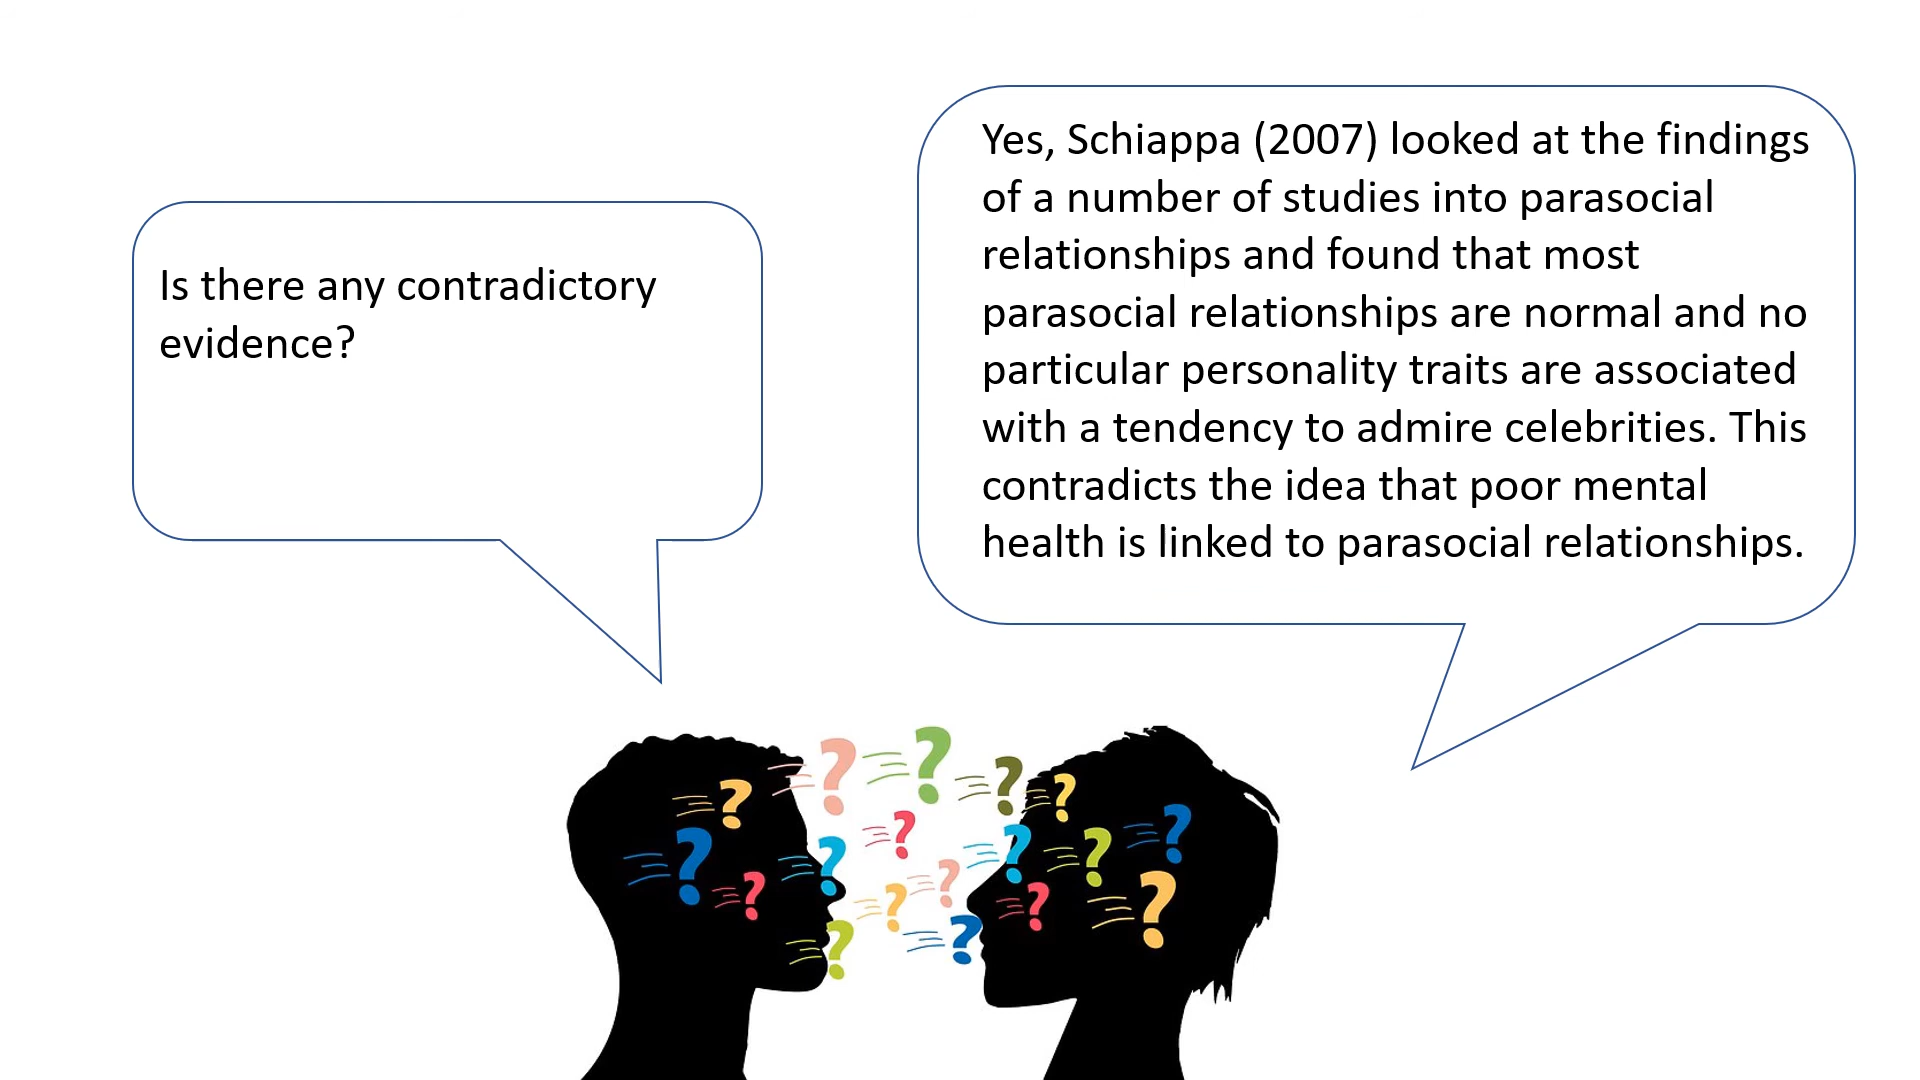 Is there any contradictory
evidence?
Yes, Schiappa (2007) looked at the findings
of a number of studies into parasocial
relationships and found that most
parasocial relationships are normal and no
particular personality traits are associated
with a tendency to admire celebrities. This
contradicts the idea that poor mental
health is linked to parasocial relationships.